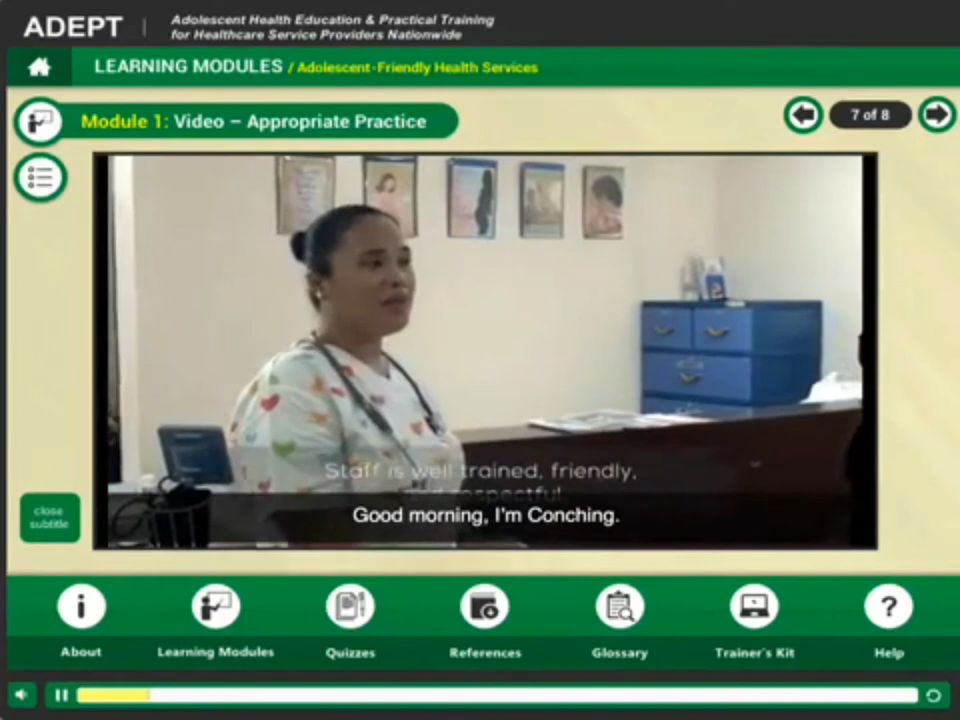 ADEPT
Adolescent Health Education & Practical Training
for Healthcare Service Providers Nationwide
LEARNING MODULES / Adolescent-Friendly Health Services
Module 1: Video – Appropriate Practice
7 of 8
Staff is well trained, friendly,
and respectful.
Good morning, I'm Conching.
close
subtitle
About
Learning Modules
Quizzes
References
Glossary
Trainer's Kit
Help